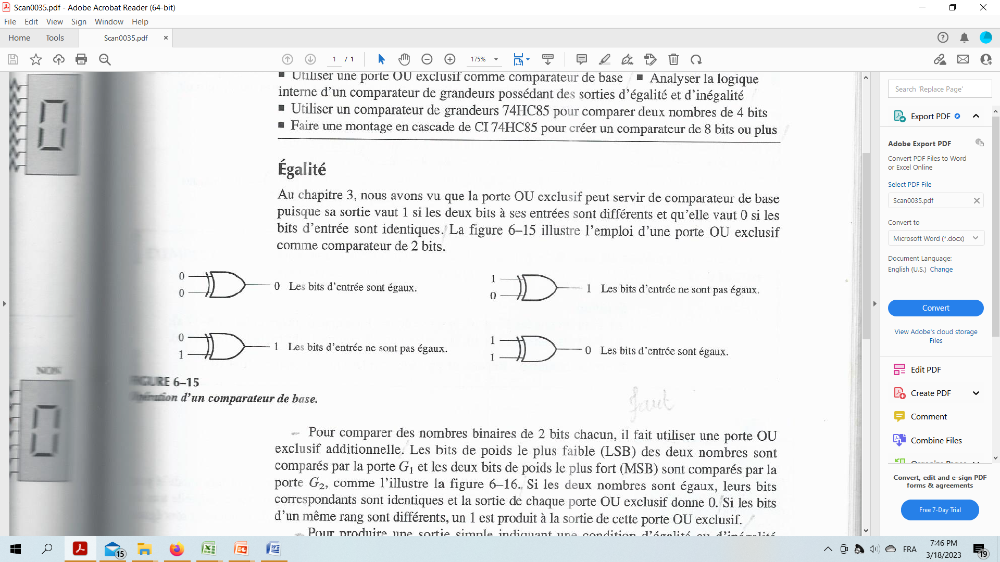 Scan0035.pdf - Adobe Acrobat Reader (64-bit)
File Edit View Sign Window Help
Home Tools Scan0035.pdf ×
1 / 1 175%
■ Utiliser une porte OU exclusif comme comparateur de base ■ Analyser la logique
interne d'un comparateur de grandeurs possédant des sorties d'égalité et d'inégalité
■ Utiliser un comparateur de grandeurs 74HC85 pour comparer deux nombres de 4 bits
■ Faire une montage en cascade de CI 74HC85 pour créer un comparateur de 8 bits ou plus
Égalité
Au chapitre 3, nous avons vu que la porte OU exclusif peut servir de comparateur de base
puisque sa sortie vaut 1 si les deux bits à ses entrées sont différents et qu'elle vaut 0 si les
bits d'entrée sont identiques. La figure 6–15 illustre l'emploi d'une porte OU exclusif
comme comparateur de 2 bits.
0
0
0 Les bits d'entrée sont égaux.
1
0
1 Les bits d'entrée ne sont pas égaux.
0
1
1 Les bits d'entrée ne sont pas égaux.
1
1
0 Les bits d'entrée sont égaux.
NON
FIGURE 6–15
Opération d'un comparateur de base.
faut
Pour comparer des nombres binaires de 2 bits chacun, il fait utiliser une porte OU
exclusif additionnelle. Les bits de poids le plus faible (LSB) des deux nombres sont
comparés par la porte G₁ et les deux bits de poids le plus fort (MSB) sont comparés par la
porte G₂, comme l'illustre la figure 6–16. Si les deux nombres sont égaux, leurs bits
correspondants sont identiques et la sortie de chaque porte OU exclusif donne 0. Si les bits
d'un même rang sont différents, un 1 est produit à la sortie de cette porte OU exclusif.
Pour produire une sortie simple indiquant une condition d'égalité ou d'inégalité
Search 'Replace Page'
Export PDF
Adobe Export PDF
Convert PDF Files to Word
or Excel Online
Select PDF File
Scan0035.pdf
Convert to
Microsoft Word (*.docx)
Document Language:
English (U.S.) Change
Convert
View Adobe's cloud storage
Files
Edit PDF
Create PDF
Comment
Combine Files
Organize Pages
Convert, edit and e-sign PDF
forms & agreements
Free 7-Day Trial
15
FRA
7:46 PM
3/18/2023
19